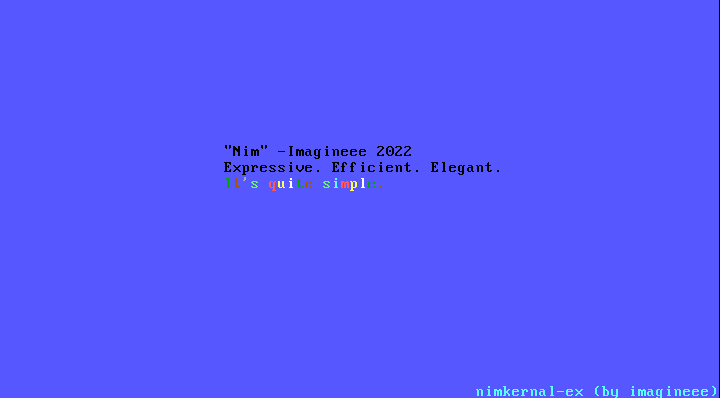 "Nim" -Imagineee 2022
Expressive. Efficient. Elegant.
It's quite simple.
nimkernal-ex (by imagineee)